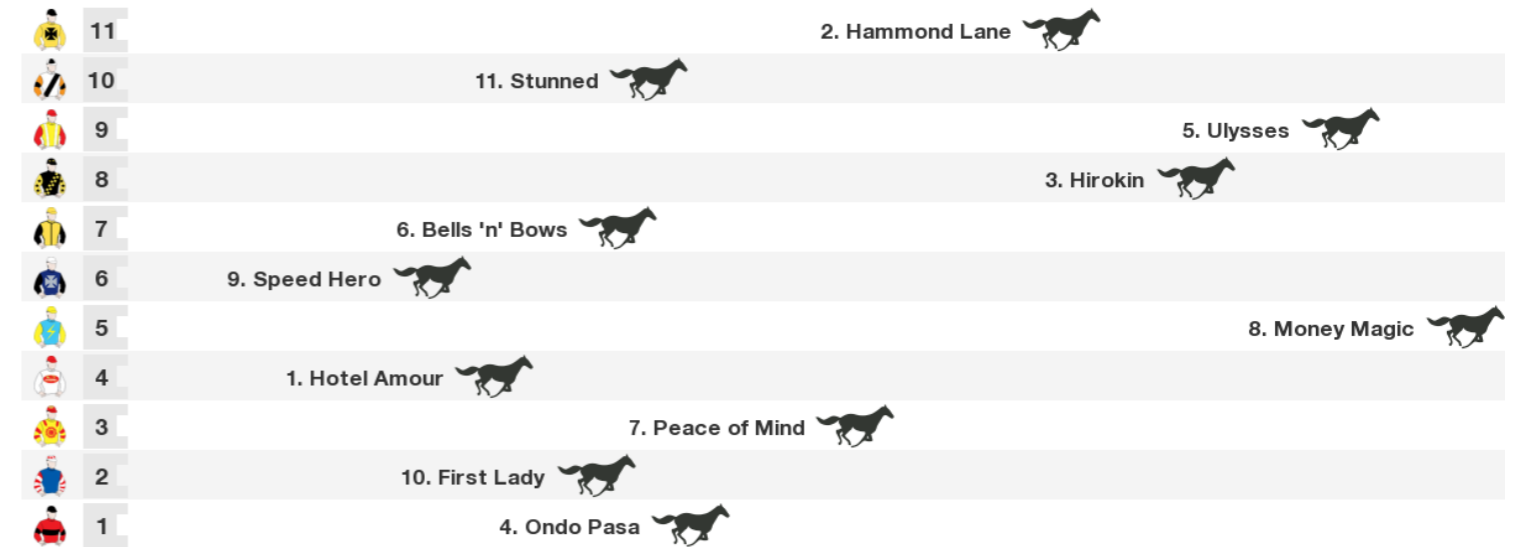 11 2. Hammond Lane
10 11. Stunned
9 5. Ulysses
8 3. Hirokin
7 6. Bells 'n' Bows
6 9. Speed Hero
5 8. Money Magic
4 1. Hotel Amour
3 7. Peace of Mind
2 10. First Lady
1 4. Ondo Pasa